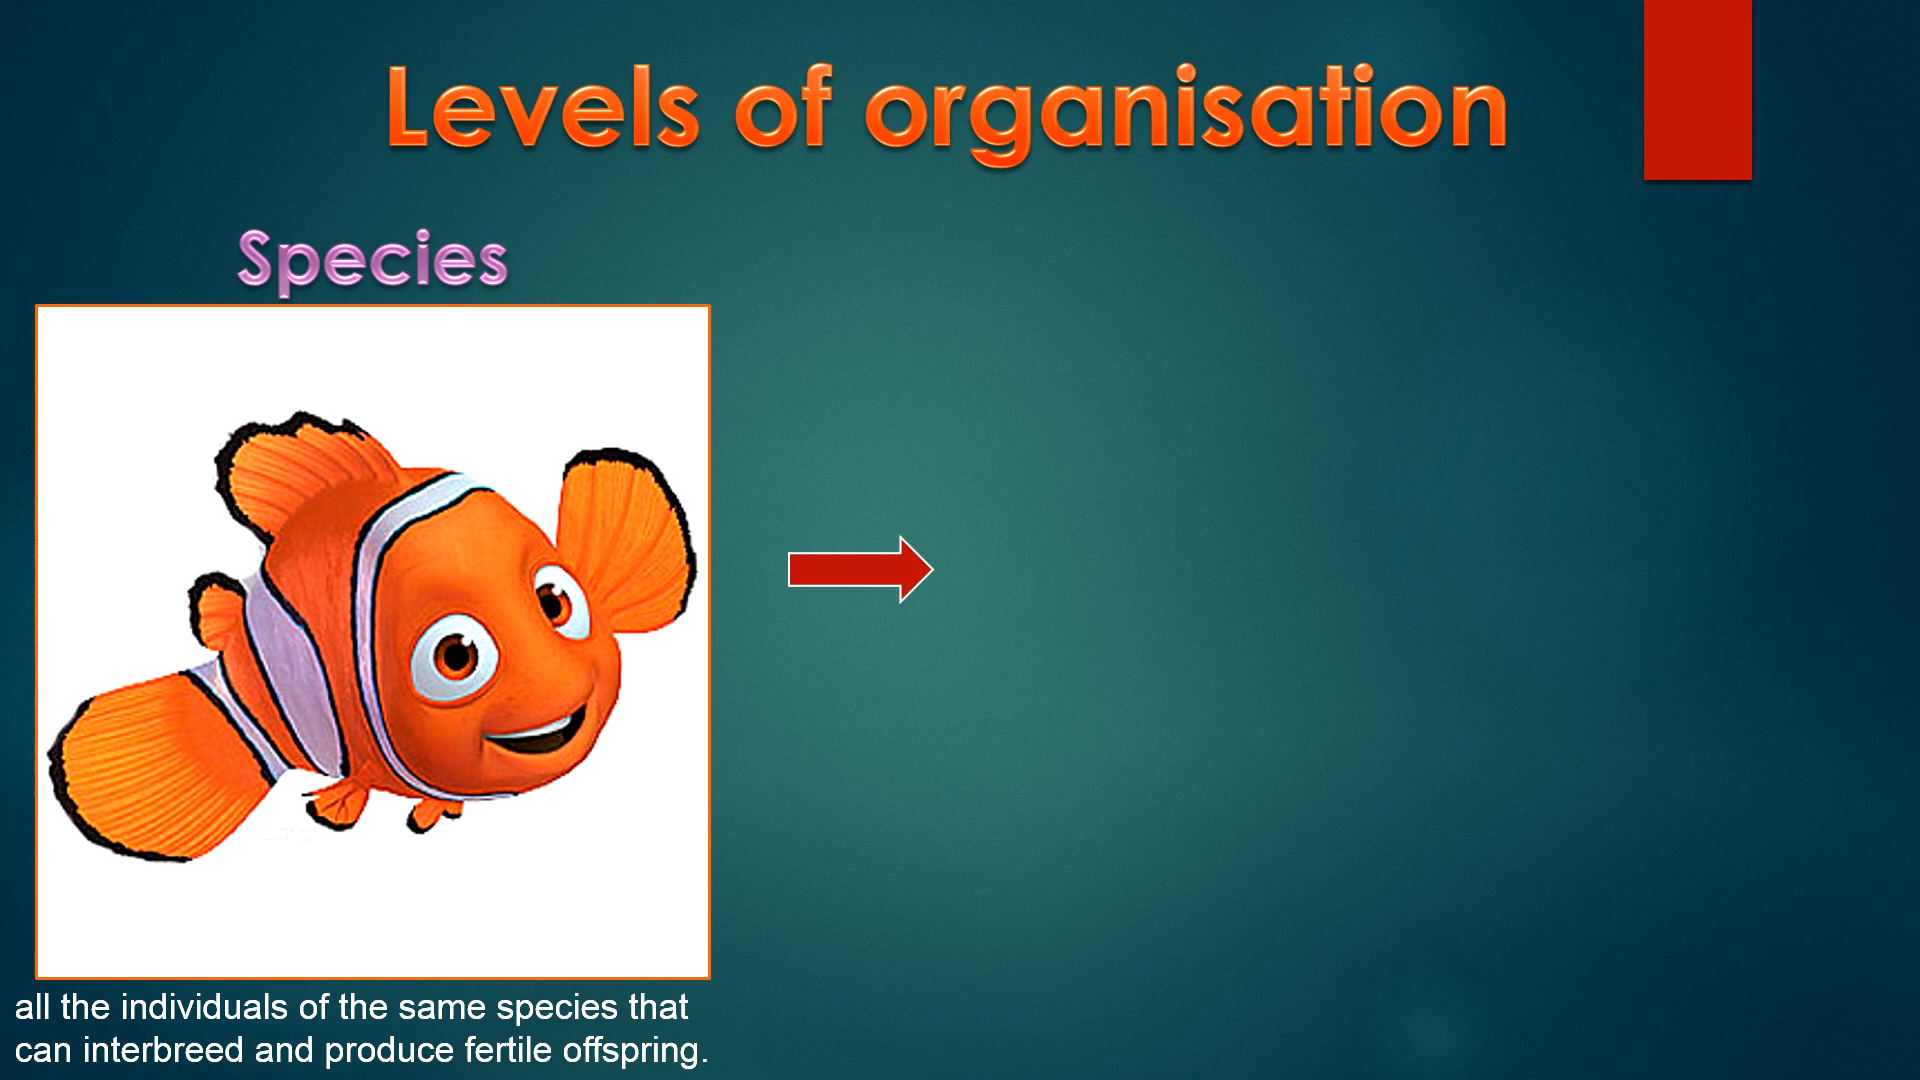 Levels of organisation
Species
all the individuals of the same species that
can interbreed and produce fertile offspring.